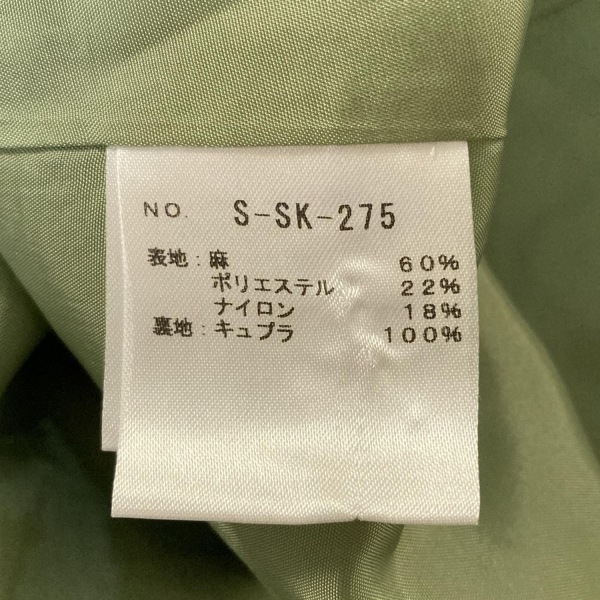 NO. S-SK-275
表地:麻 60%
ポリエステル 22%
ナイロン 18%
裏地:キュプラ 100%